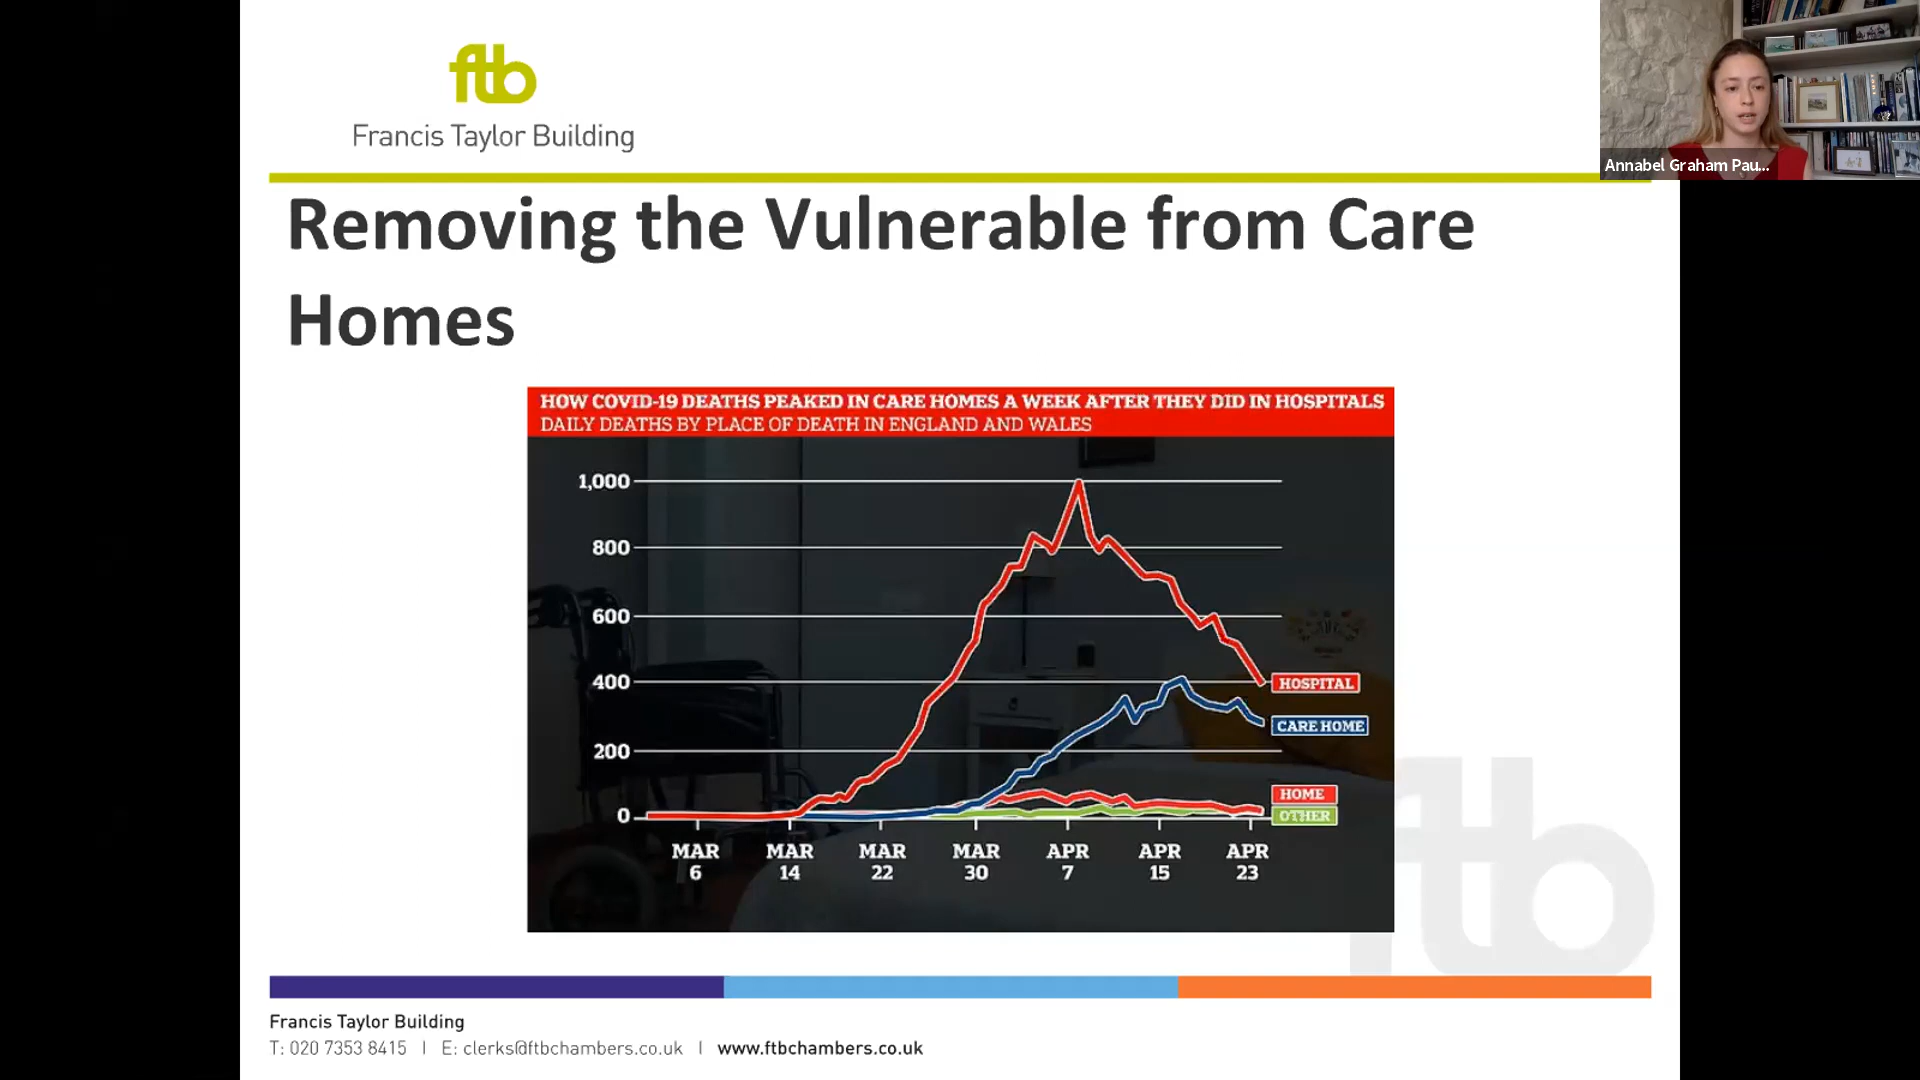 ftb
Francis Taylor Building
Annabel Graham Pau...
Removing the Vulnerable from Care
Homes
HOW COVID-19 DEATHS PEAKED IN CARE HOMES A WEEK AFTER THEY DID IN HOSPITALS
DAILY DEATHS BY PLACE OF DEATH IN ENGLAND AND WALES
1,000
800
600
400
200
0
HOSPITAL
CARE HOME
HOME
OTHER
MAR 6
MAR 14
MAR 22
MAR 30
APR 7
APR 15
APR 23
ftb
Francis Taylor Building
T: 020 7353 8415 | E: clerks@ftbchambers.co.uk | www.ftbchambers.co.uk